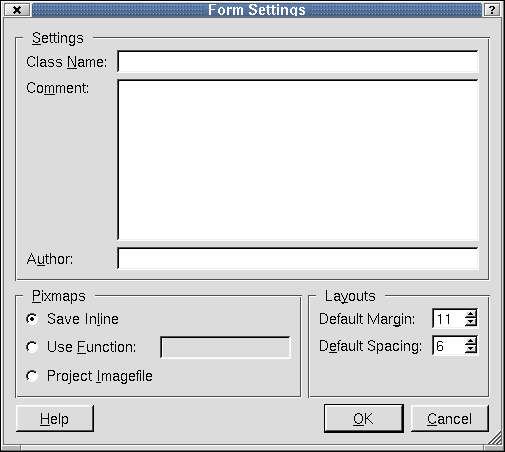 Form Settings
?
Settings
Class Name:
Comment:
Author:
Pixmaps
Save Inline
Use Function:
Project Imagefile
Layouts
Default Margin: 11
Default Spacing: 6
Help
OK
Cancel